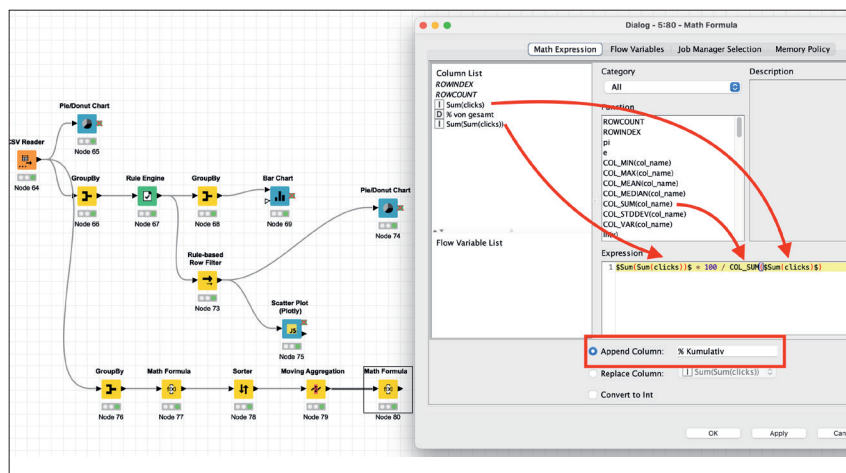 Dialog - 5:80 - Math Formula
Math Expression Flow Variables Job Manager Selection Memory Policy
Column List
ROWINDEX
ROWCOUNT
I Sum(clicks)
D % von gesamt
I Sum(Sum(clicks))
Category
All
Description
Function
ROWCOUNT
ROWINDEX
pi
e
COL_MIN(col_name)
COL_MAX(col_name)
COL_MEAN(col_name)
COL_MEDIAN(col_name)
COL_SUM(col_name)
COL_STDDEV(col_name)
COL_VAR(col_name)
Flow Variable List
Expression
1 $Sum(Sum(clicks))$ * 100 / COL_SUM($Sum(clicks)$)
Append Column: % Kumulativ
Replace Column: I Sum(Sum(clicks))
Convert to Int
OK Apply
Pie/Donut Chart
Node 65
CSV Reader
Node 64
GroupBy
Node 66
Rule Engine
Node 67
GroupBy
Node 68
Bar Chart
Node 69
Pie/Donut Chart
Node 74
Rule-based
Row Filter
Node 73
Scatter Plot
(Plotly)
JS
Node 75
GroupBy
Node 76
Math Formula
Node 77
Sorter
Node 78
Moving Aggregation
Node 79
Math Formula
Node 80